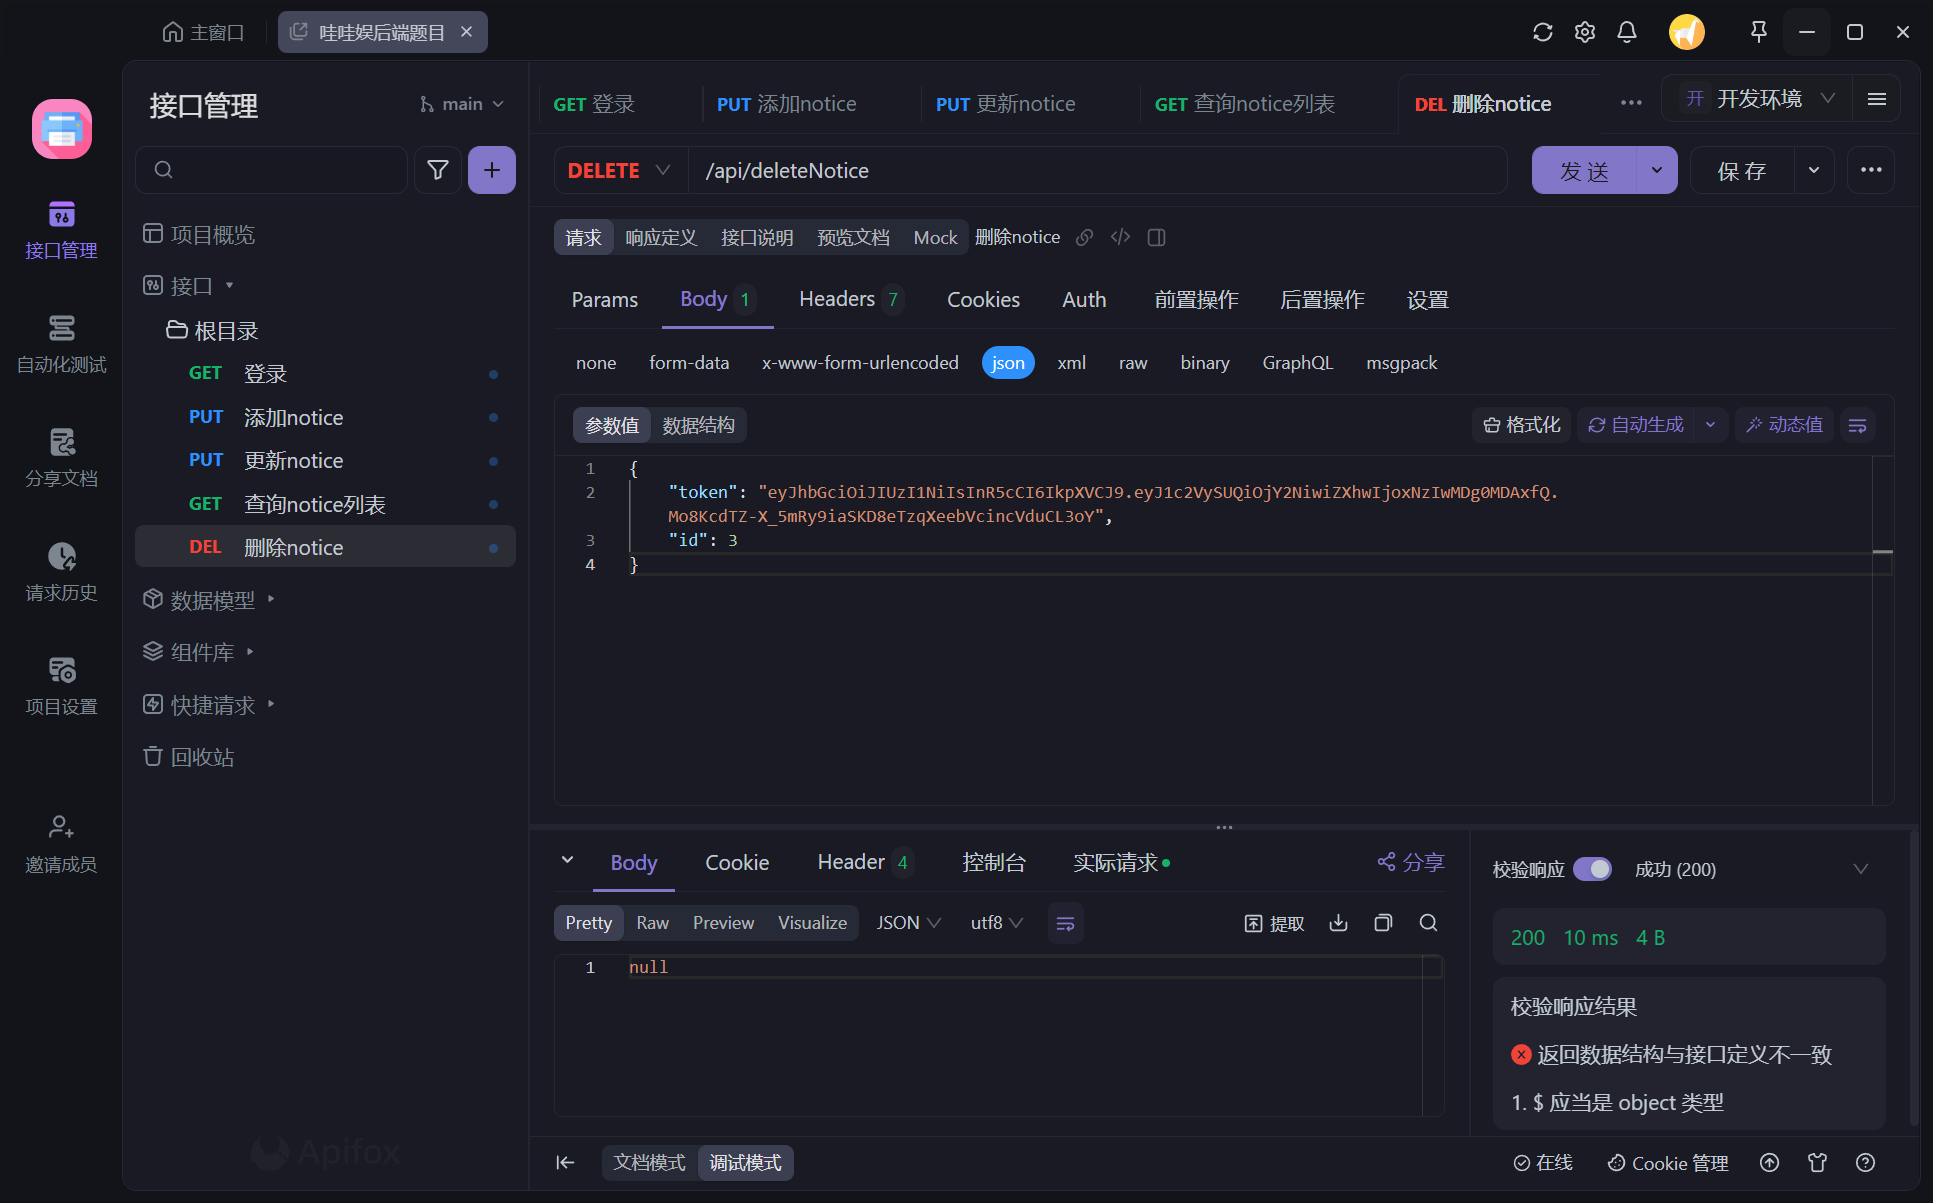 主窗口
哇哇娱后端题目
接口管理
main
GET 登录
PUT 添加notice
PUT 更新notice
GET 查询notice列表
DEL 删除notice
开 开发环境
DELETE
/api/deleteNotice
发 送
保 存
接口管理
自动化测试
分享文档
请求历史
项目设置
邀请成员
项目概览
接口
根目录
GET 登录
PUT 添加notice
PUT 更新notice
GET 查询notice列表
DEL 删除notice
数据模型
组件库
快捷请求
回收站
Apifox
请求 响应定义 接口说明 预览文档 Mock 删除notice
Params Body 1 Headers 7 Cookies Auth 前置操作 后置操作 设置
none form-data x-www-form-urlencoded json xml raw binary GraphQL msgpack
参数值 数据结构
格式化 自动生成 动态值
1 {
2 "token": "eyJhbGciOiJIUzI1NiIsInR5cCI6IkpXVCJ9.eyJ1c2VySUQiOjY2NiwiZXhwIjoxNzIwMDg0MDAxfQ.
Mo8KcdTZ-X_5mRy9iaSKD8eTzqXeebVcincVduCL3oY",
3 "id": 3
4 }
Body Cookie Header 4 控制台 实际请求 分享
Pretty Raw Preview Visualize JSON utf8 提取
1 null
校验响应 成功 (200)
200 10 ms 4 B
校验响应结果
返回数据结构与接口定义不一致
1. $ 应当是 object 类型
文档模式 调试模式
在线 Cookie 管理